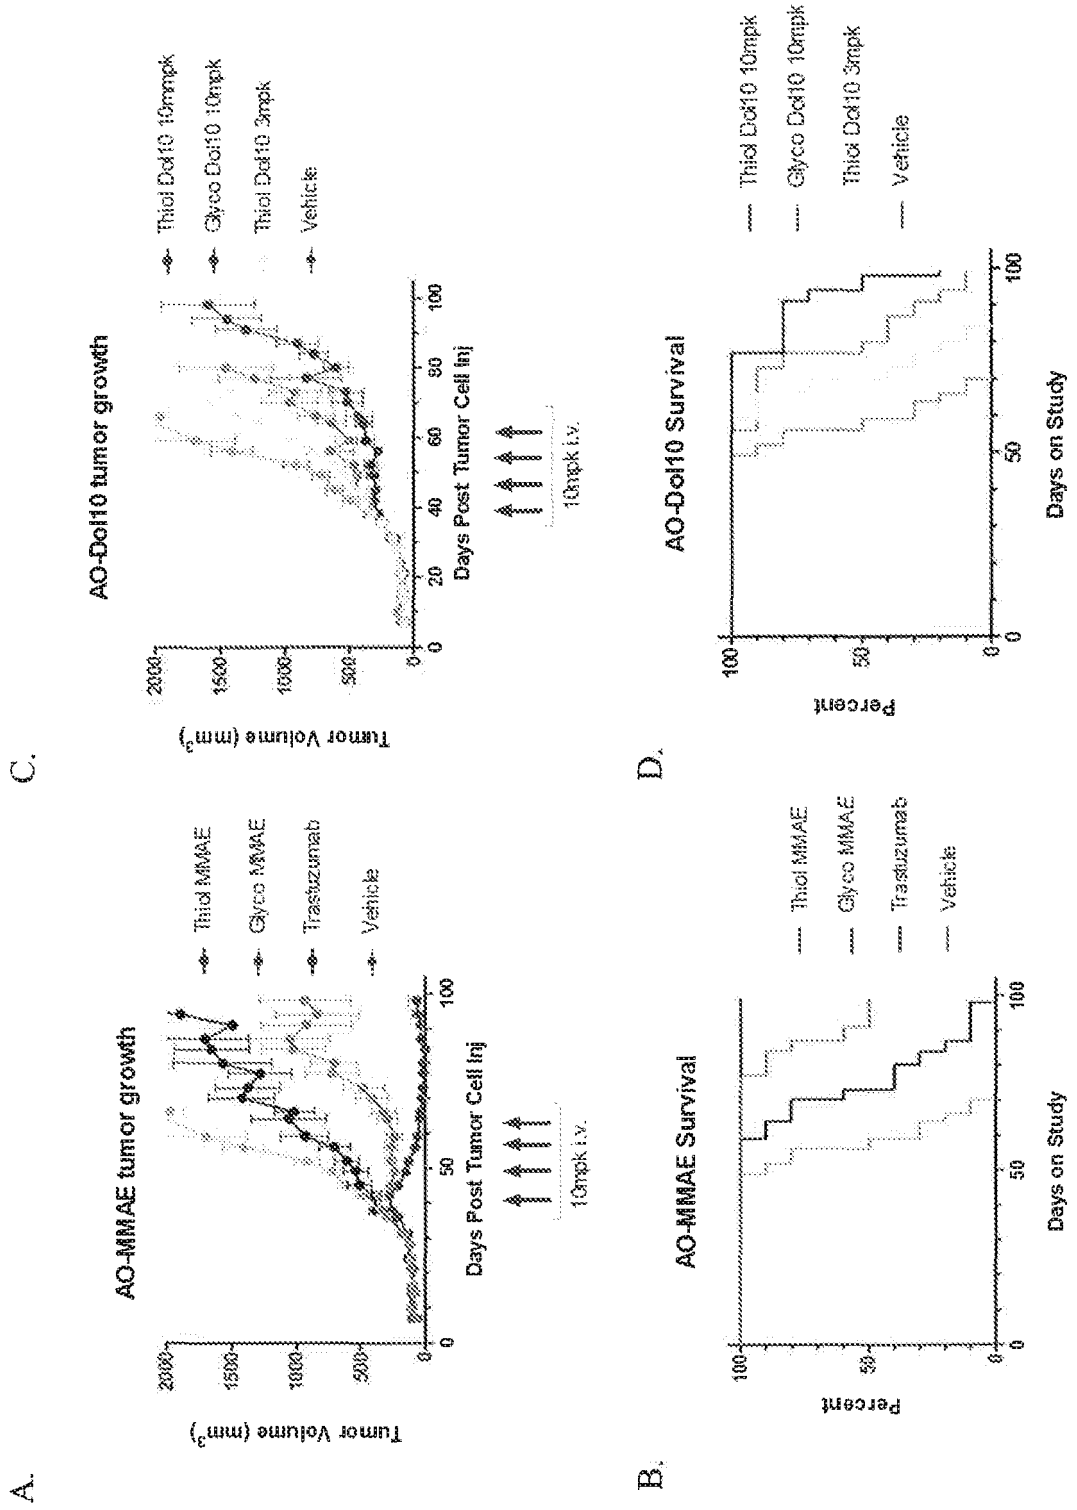 A.
AO-MMAE tumor growth
Tumor Volume (mm³)
2000
1500
1000
500
0
0
50
100
Days Post Tumor Cell Inj
10mpk i.v.
Thiol MMAE
Glyco MMAE
Trastuzumab
Vehicle
B.
AO-MMAE Survival
Percent
100
50
0
0
50
100
Days on Study
Thiol MMAE
Glyco MMAE
Trastuzumab
Vehicle
C.
AO-Dol10 tumor growth
Tumor Volume (mm³)
2000
1500
1000
500
0
0
20
40
60
80
100
Days Post Tumor Cell Inj
10mpk i.v.
Thiol Dol10 10mmpk
Glyco Dol10 10mpk
Thiol Dol10 3mpk
Vehicle
D.
AO-Dol10 Survival
Percent
100
50
0
0
50
100
Days on Study
Thiol Dol10 10mpk
Glyco Dol10 10mpk
Thiol Dol10 3mpk
Vehicle